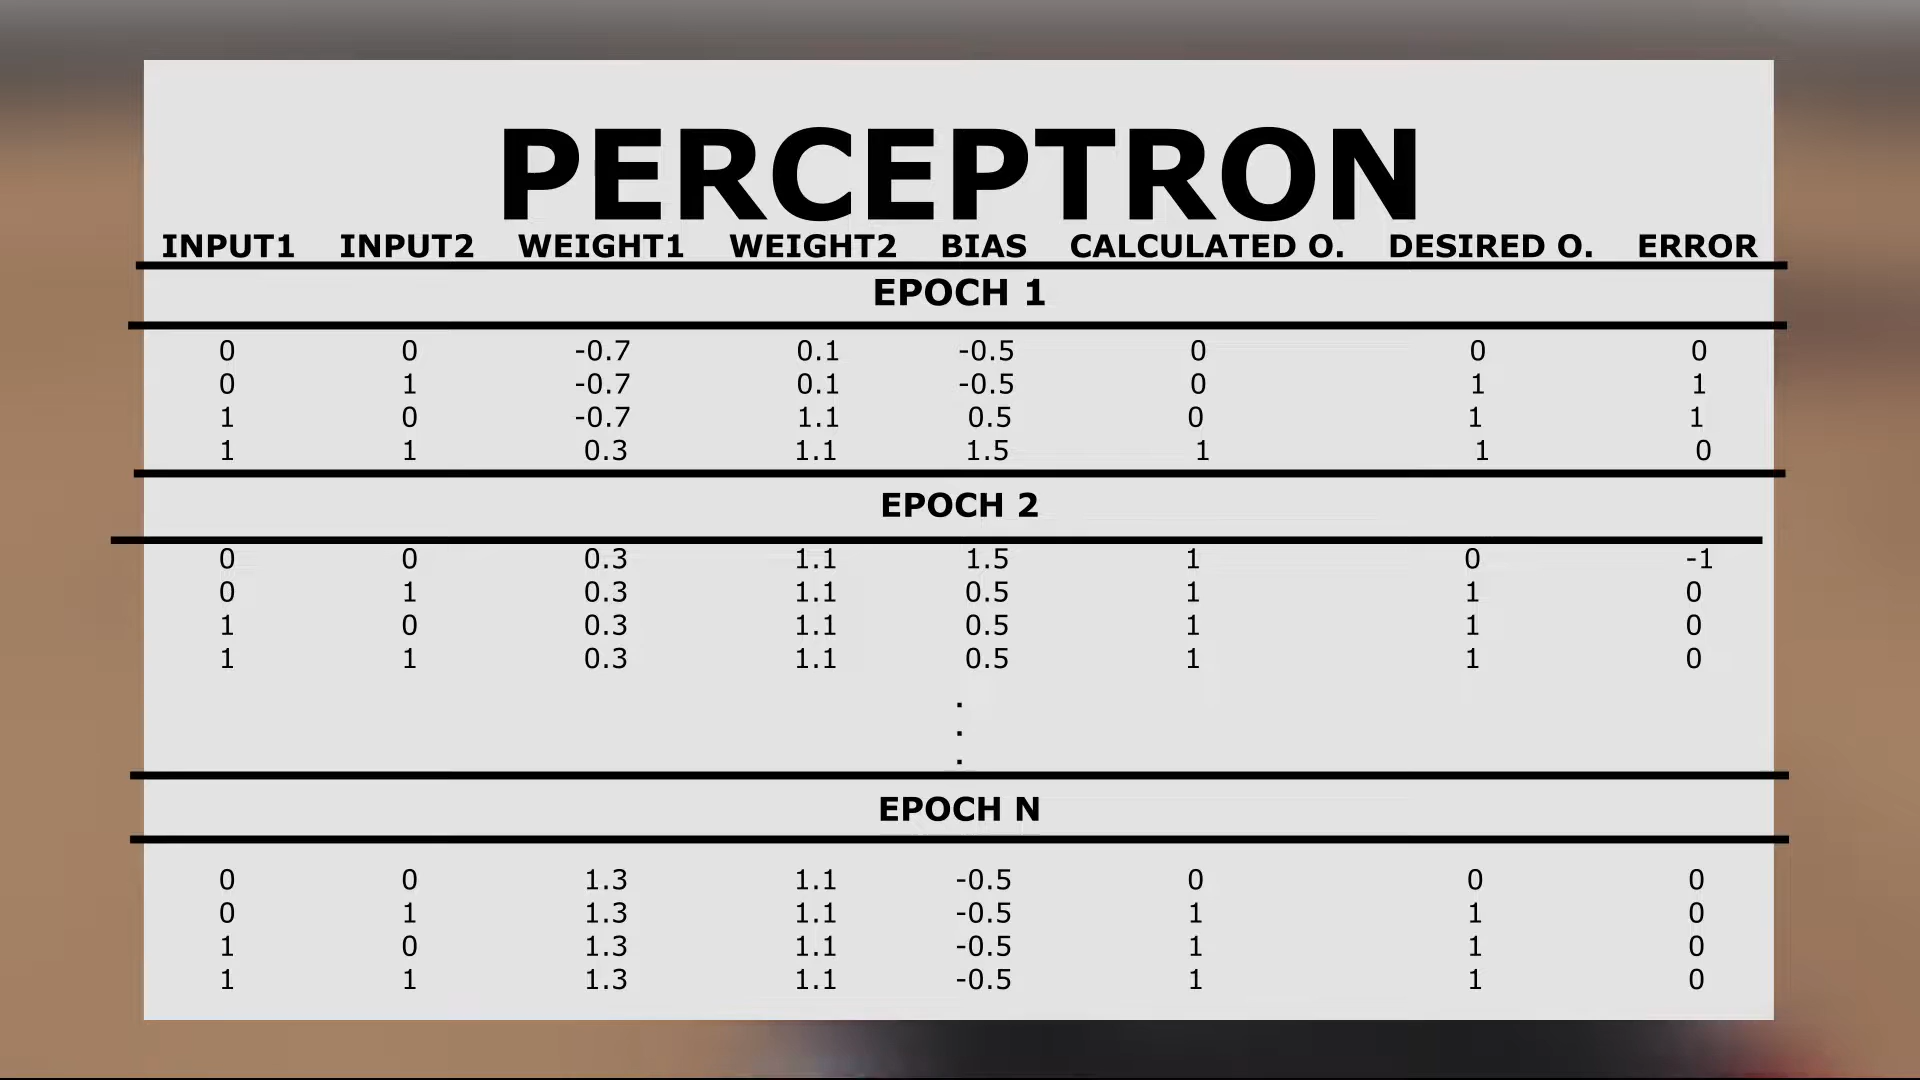 PERCEPTRON
INPUT1 INPUT2 WEIGHT1 WEIGHT2 BIAS CALCULATED O. DESIRED O. ERROR
EPOCH 1
0 0 -0.7 0.1 -0.5 0 0 0
0 1 -0.7 0.1 -0.5 0 1 1
1 0 -0.7 1.1 0.5 0 1 1
1 1 0.3 1.1 1.5 1 1 0
EPOCH 2
0 0 0.3 1.1 1.5 1 0 -1
0 1 0.3 1.1 0.5 1 1 0
1 0 0.3 1.1 0.5 1 1 0
1 1 0.3 1.1 0.5 1 1 0
.
.
.
EPOCH N
0 0 1.3 1.1 -0.5 0 0 0
0 1 1.3 1.1 -0.5 1 1 0
1 0 1.3 1.1 -0.5 1 1 0
1 1 1.3 1.1 -0.5 1 1 0